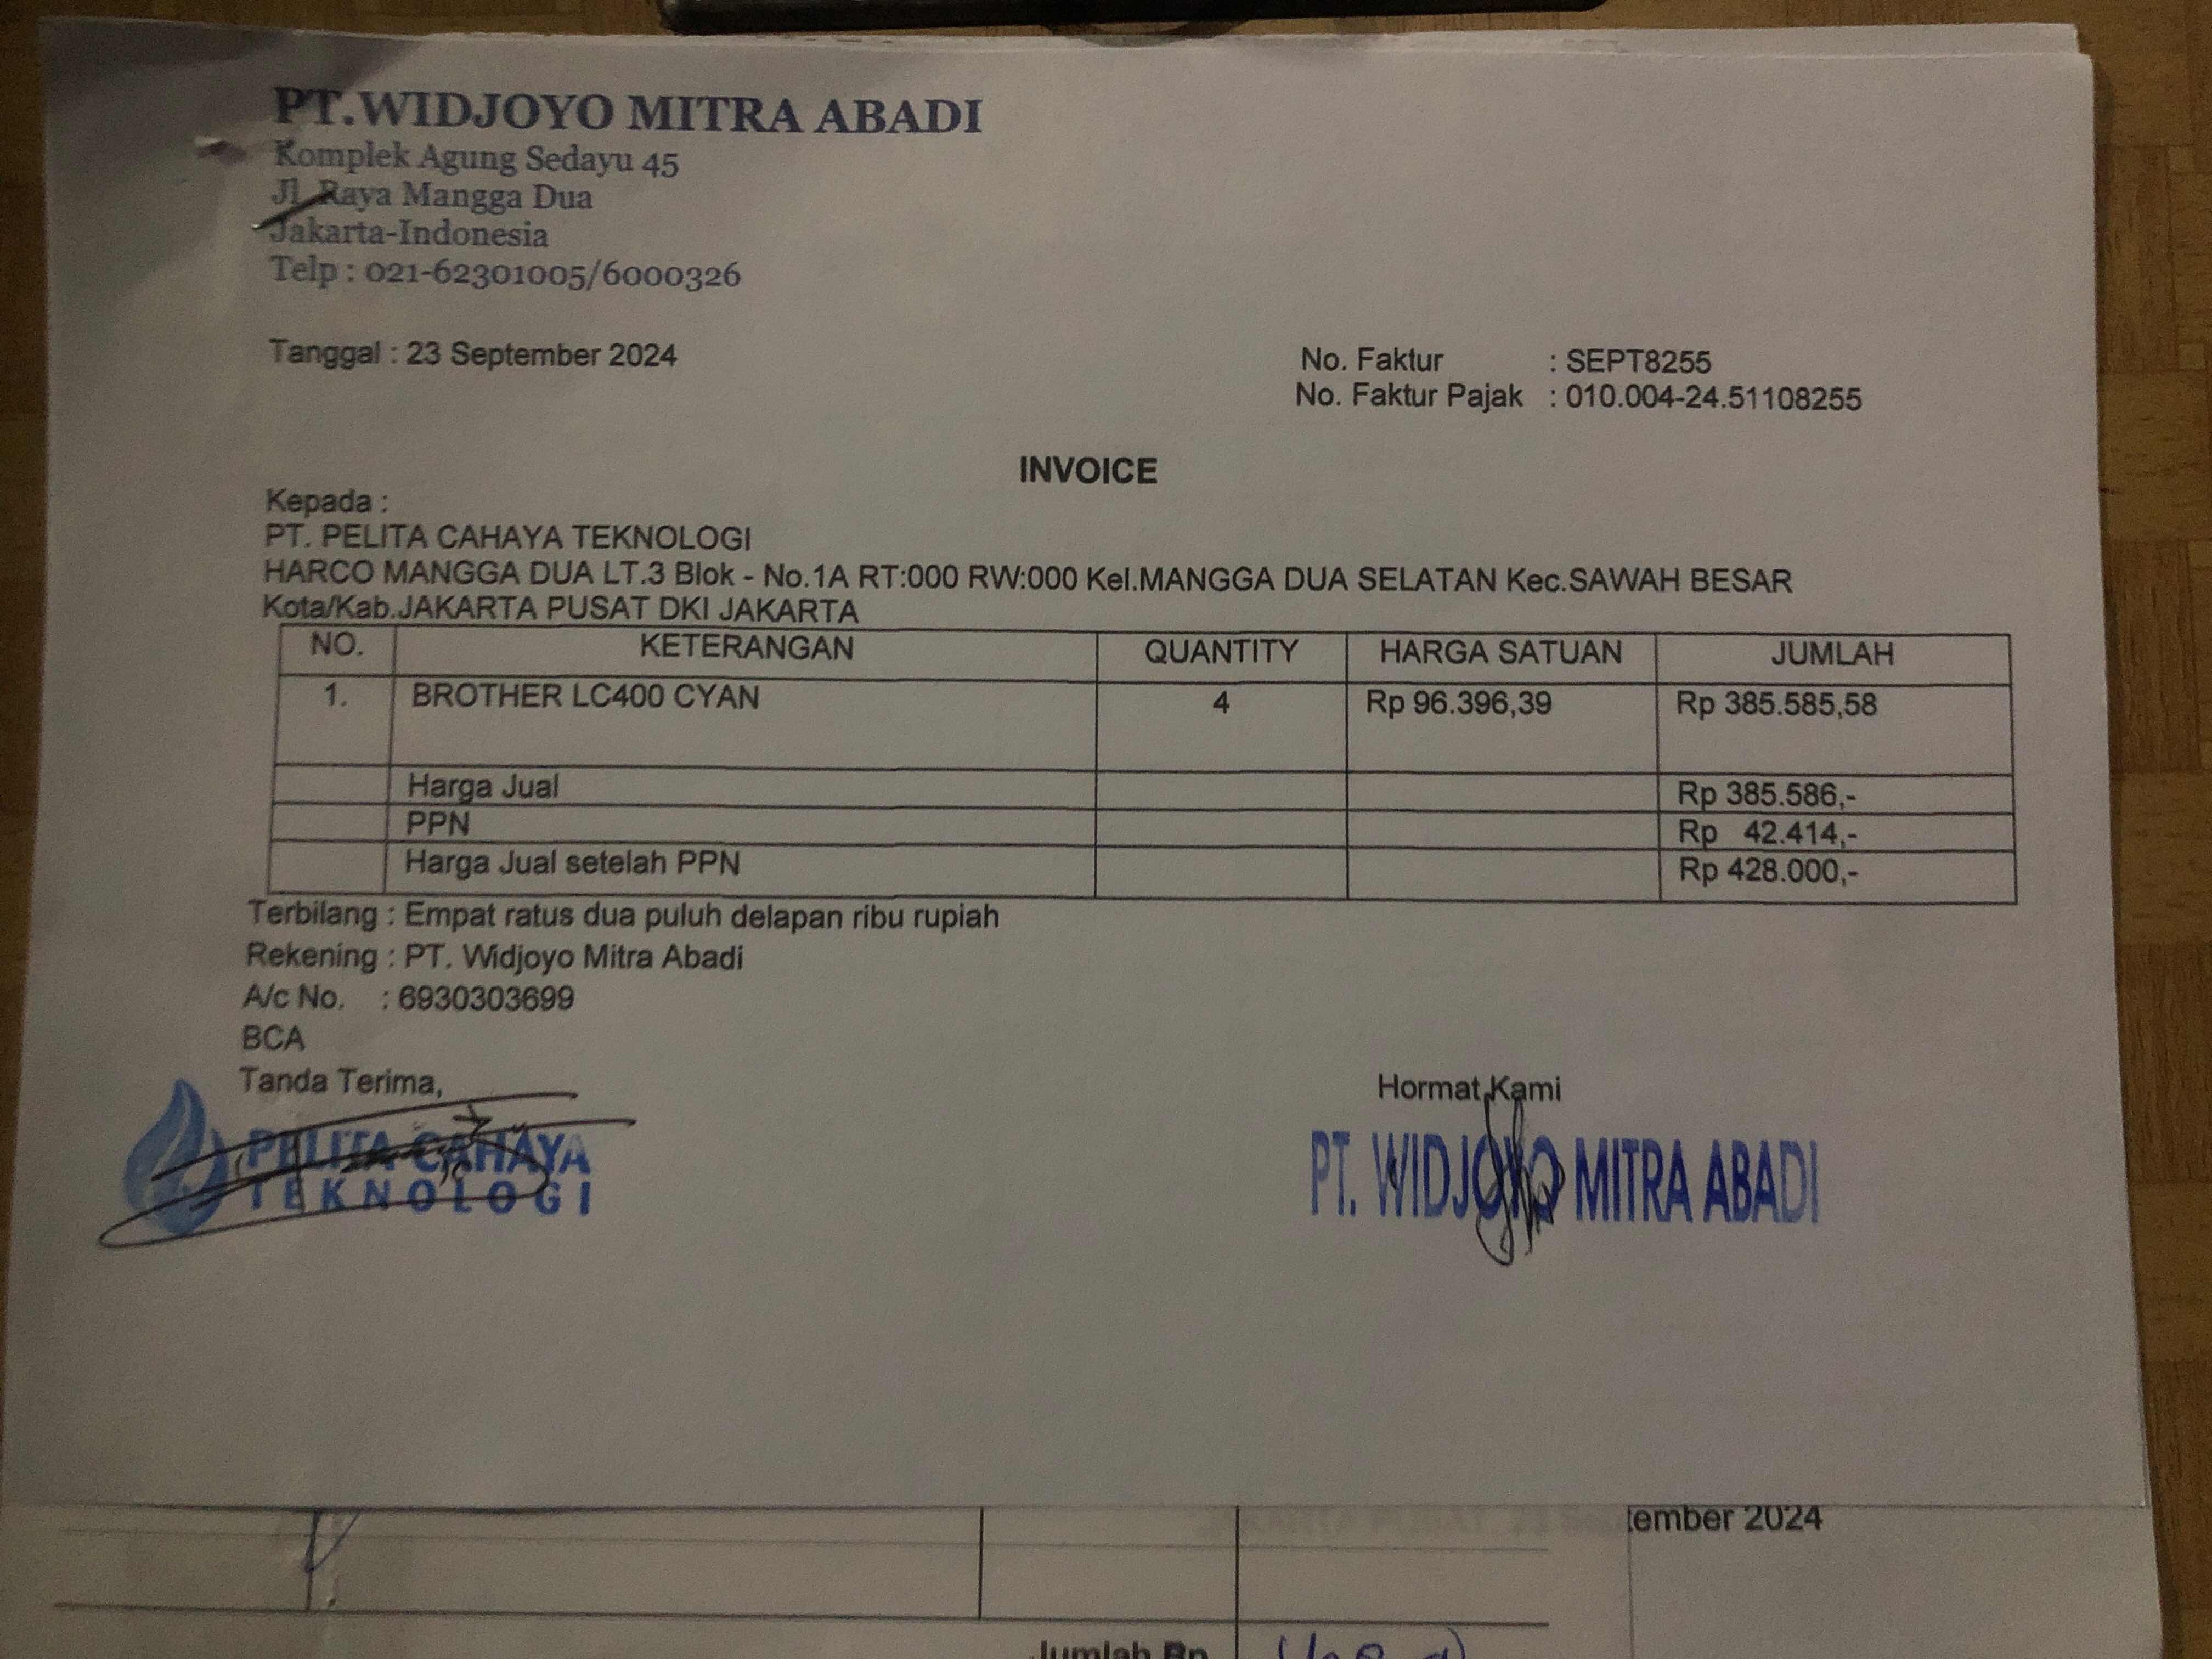 PT.WIDJOYO MITRA ABADI
Komplek Agung Sedayu 45
Jl. Raya Mangga Dua
Jakarta-Indonesia
Telp : 021-62301005/6000326
Tanggal : 23 September 2024
No. Faktur : SEPT8255
No. Faktur Pajak : 010.004-24.51108255
INVOICE
Kepada :
PT. PELITA CAHAYA TEKNOLOGI
HARCO MANGGA DUA LT.3 Blok - No.1A RT:000 RW:000 Kel.MANGGA DUA SELATAN Kec.SAWAH BESAR
Kota/Kab.JAKARTA PUSAT DKI JAKARTA
NO. KETERANGAN QUANTITY HARGA SATUAN JUMLAH
1. BROTHER LC400 CYAN 4 Rp 96.396,39 Rp 385.585,58
Harga Jual Rp 385.586,-
PPN Rp 42.414,-
Harga Jual setelah PPN Rp 428.000,-
Terbilang : Empat ratus dua puluh delapan ribu rupiah
Rekening : PT. Widjoyo Mitra Abadi
A/c No. : 6930303699
BCA
Tanda Terima,
Hormat Kami
PELITA CAHAYA
TEKNOLOGI
PT. WIDJOYO MITRA ABADI
tember 2024
Jumlah Rp